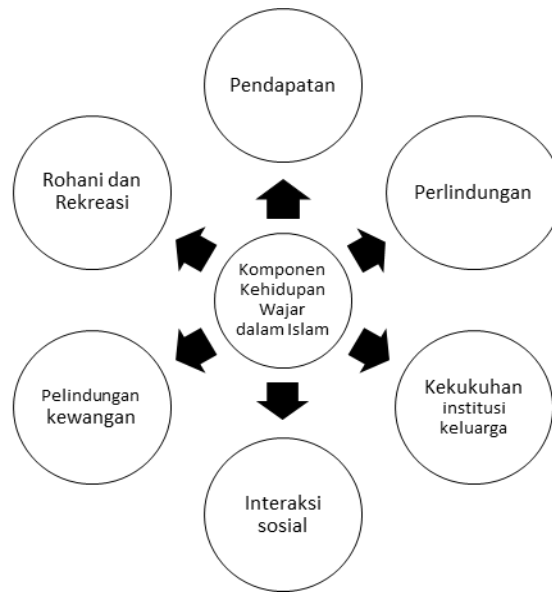 Pendapatan
Rohani dan
Rekreasi
Perlindungan
Komponen
Kehidupan
Wajar
dalam Islam
Pelindungan
kewangan
Kekukuhan
institusi
keluarga
Interaksi
sosial